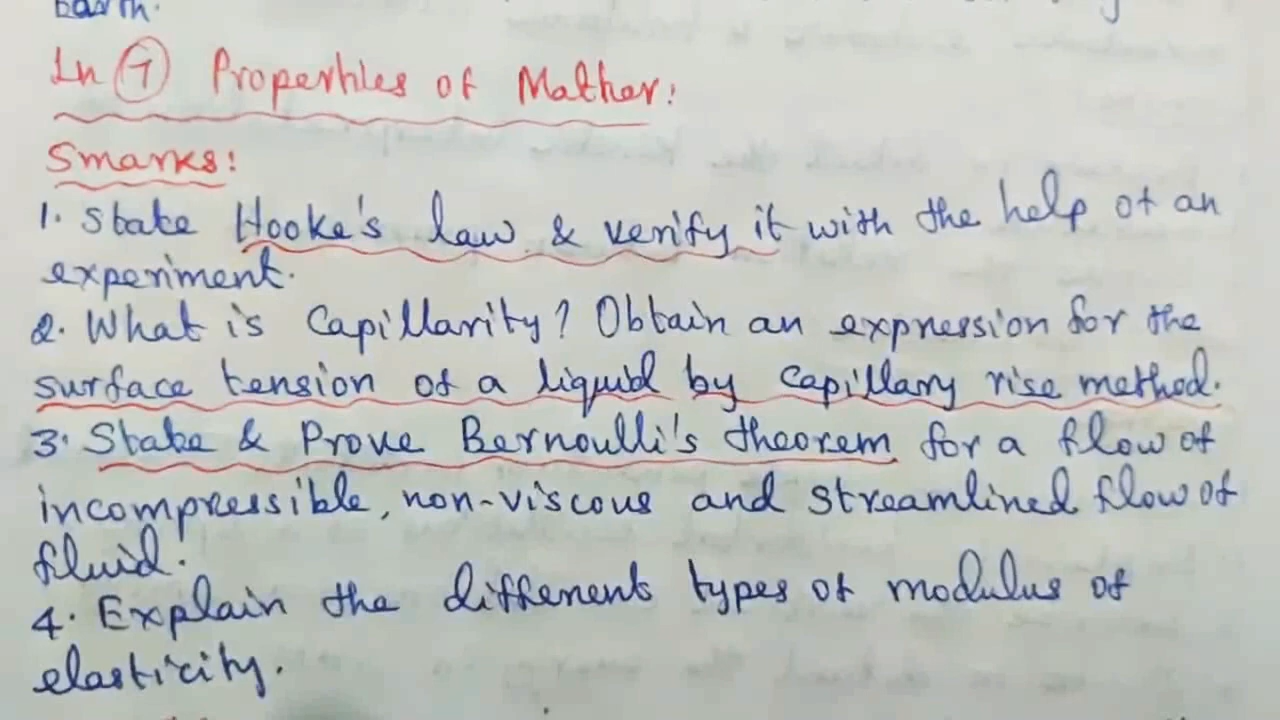 Earth.
Ln 7 Properties of Matter:
5marks:
1. State Hooke's law & verify it with the help of an
experiment.
2. What is Capillarity? Obtain an expression for the
surface tension of a liquid by capillary rise method.
3. State & Prove Bernoulli's theorem for a flow of
incompressible, non-viscous and streamlined flow of
fluid.
4. Explain the different types of modulus of
elasticity.